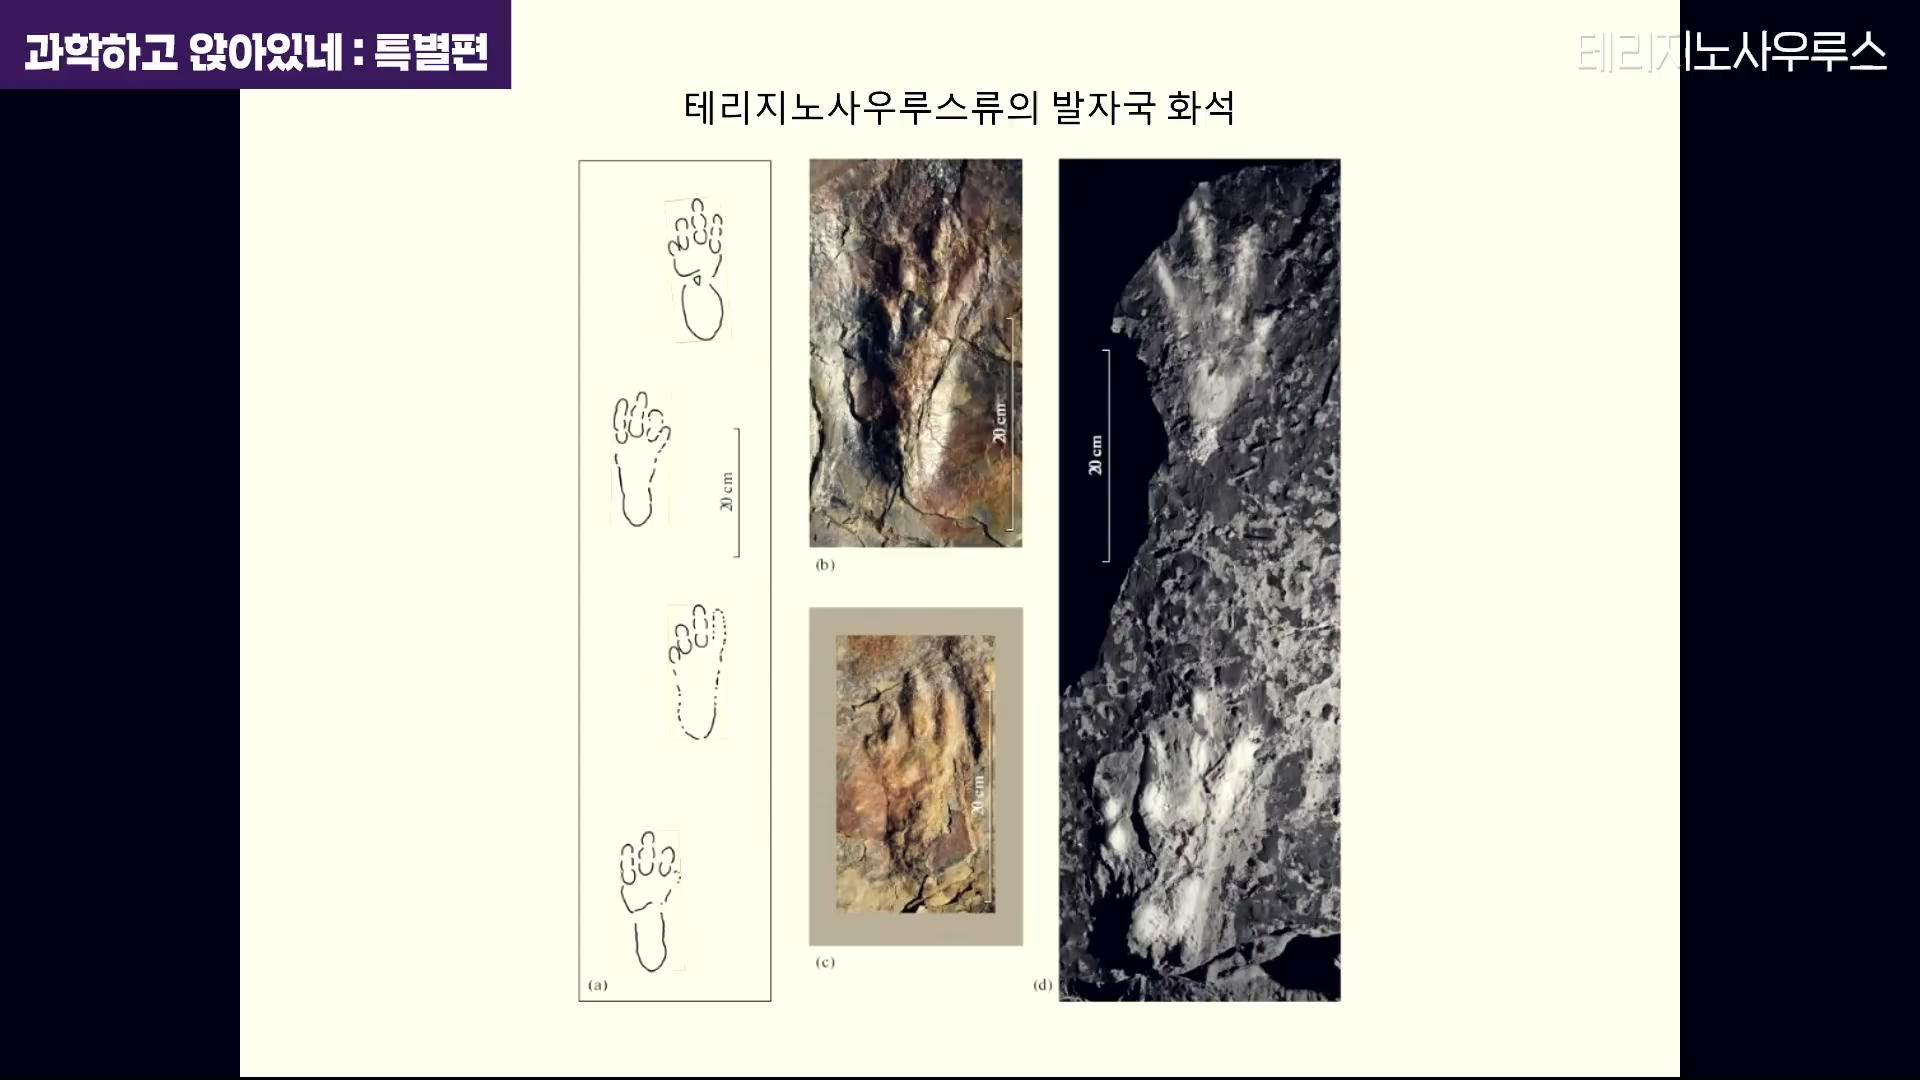 과학하고 앉아있네 : 특별편
테리지노사우루스
테리지노사우루스류의 발자국 화석
20 cm
(a)
20 cm
(b)
20 cm
(c)
20 cm
(d)